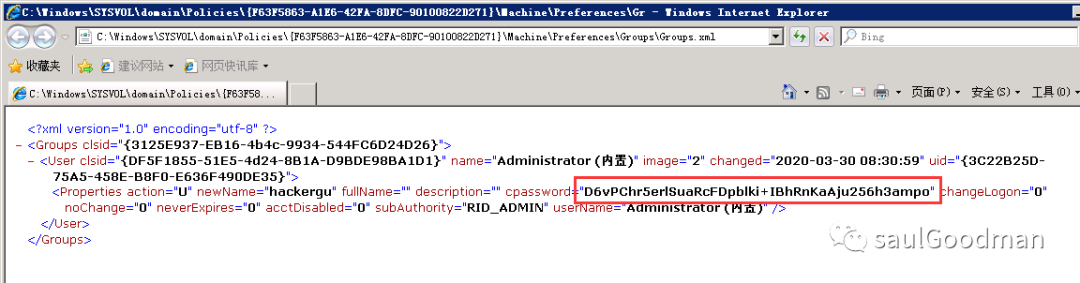 C:\Windows\SYSVOL\domain\Policies\{F63F5863-A1E6-42FA-8DFC-90100822D271}\Machine\Preferences\Gr - Windows Internet Explorer
C:\Windows\SYSVOL\domain\Policies\{F63F5863-A1E6-42FA-8DFC-90100822D271}\Machine\Preferences\Groups\Groups.xml Bing
收藏夹 建议网站 网页快讯库
C:\Windows\SYSVOL\domain\Policies\{F63F58... 页面(P) 安全(S) 工具(O)
<?xml version="1.0" encoding="utf-8" ?>
- <Groups clsid="{3125E937-EB16-4b4c-9934-544FC6D24D26}">
- <User clsid="{DF5F1855-51E5-4d24-8B1A-D9BDE98BA1D1}" name="Administrator (内置)" image="2" changed="2020-03-30 08:30:59" uid="{3C22B25D-
75A5-458E-B8F0-E636F490DE35}">
<Properties action="U" newName="hackerqu" fullName="" description="" cpassword="D6vPChr5erlSuaRcFDpblki+IBhRnKaAju256h3ampo" changeLogon="0"
noChange="0" neverExpires="0" acctDisabled="0" subAuthority="RID_ADMIN" userName="Administrator (内置)" />
</User>
</Groups>
saulGoodman